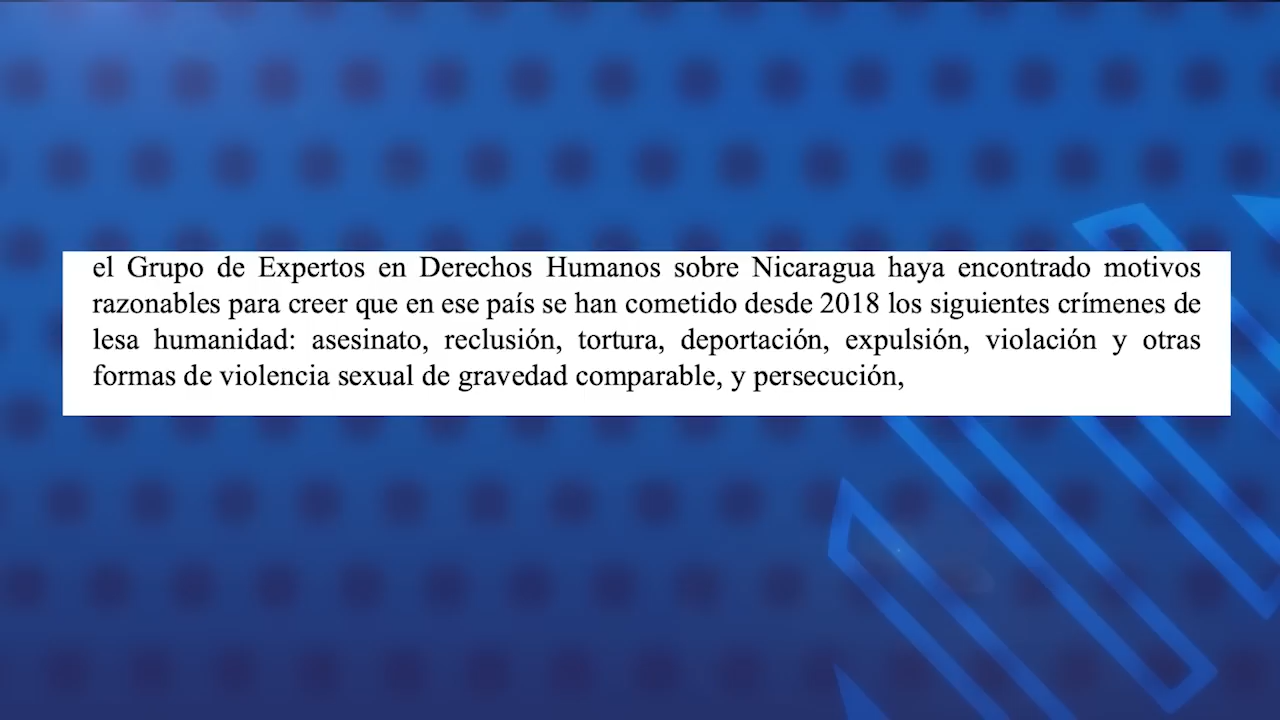 el Grupo de Expertos en Derechos Humanos sobre Nicaragua haya encontrado motivos
razonables para creer que en ese país se han cometido desde 2018 los siguientes crímenes de
lesa humanidad: asesinato, reclusión, tortura, deportación, expulsión, violación y otras
formas de violencia sexual de gravedad comparable, y persecución,